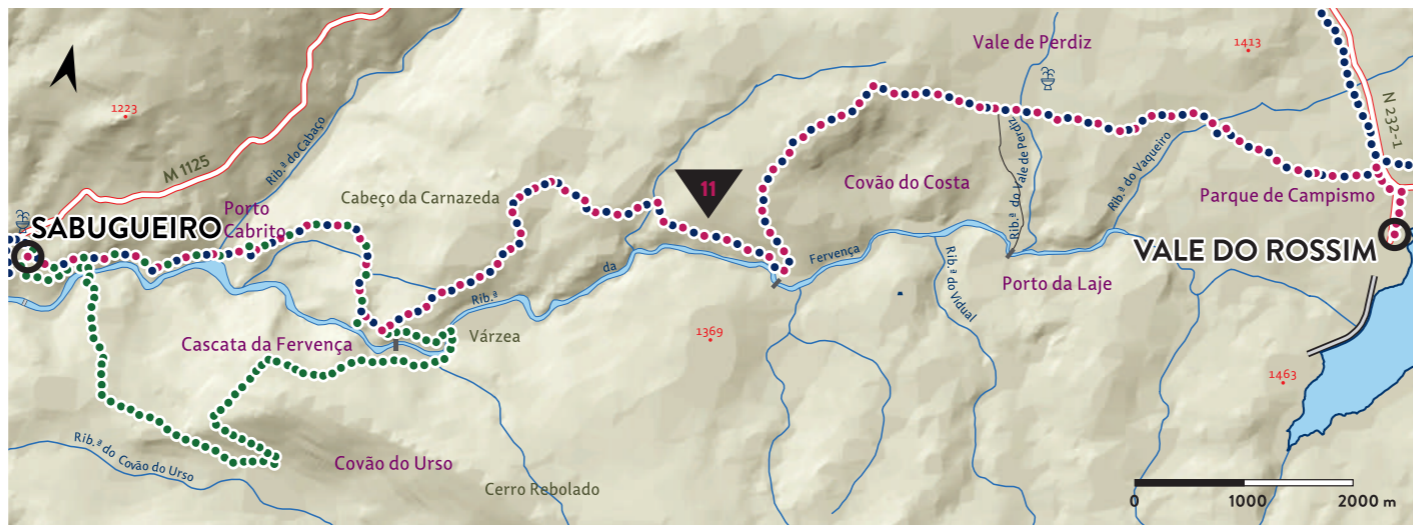 Vale de Perdiz
1413
1223
N 232-1
M 1125
Rib.ª do Cabaço
Rib.ª do Vale de Perdiz
Rib.ª do Vaqueiro
11
Cabeço da Carnazeda
Covão do Costa
Parque de Campismo
Porto
Cabrito
SABUGUEIRO
VALE DO ROSSIM
Fervença
da
Rib.ª
Rib.ª do Vidual
Porto da Laje
Várzea
1369
Cascata da Fervença
1463
Rib.ª do Covão do Urso
Covão do Urso
Cerro Rebolado
0 1000 2000 m